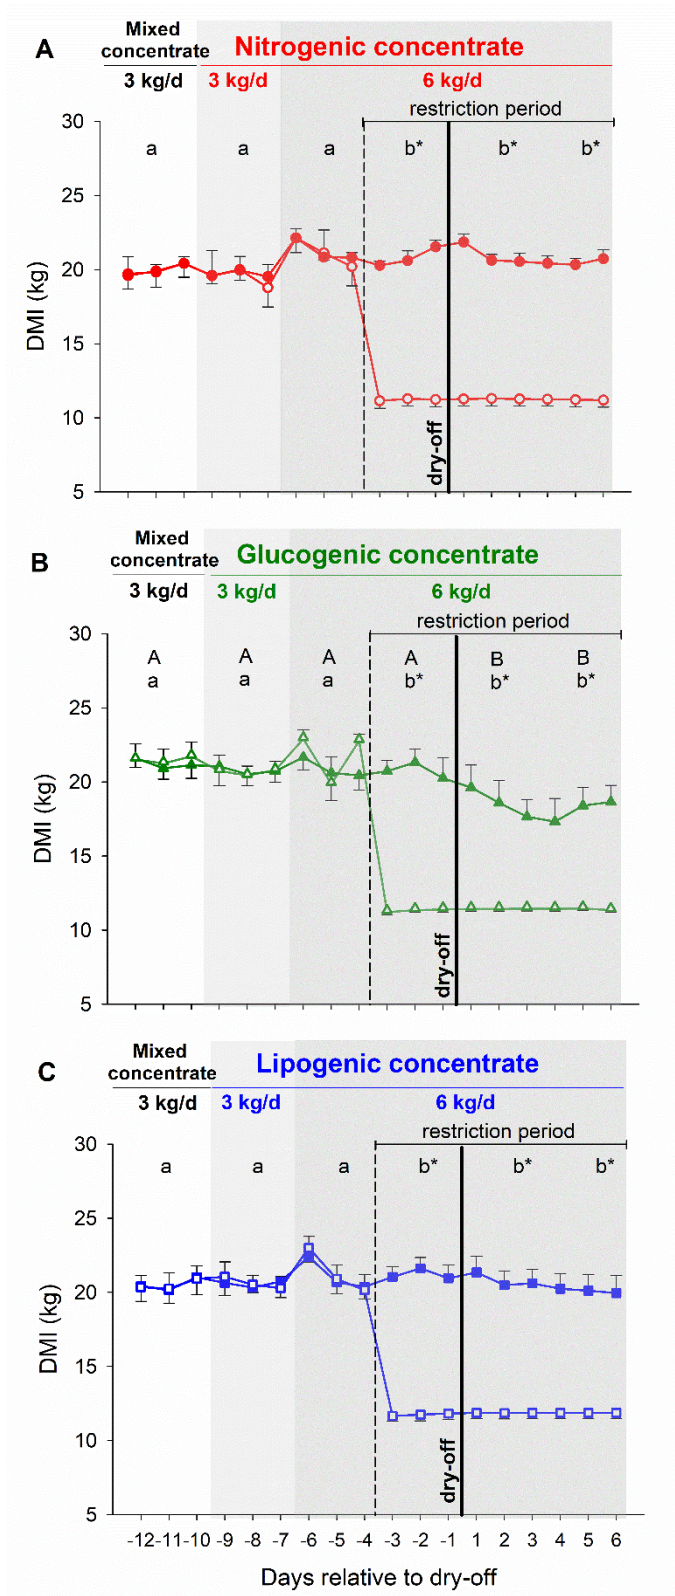 A
Mixed
concentrate
Nitrogenic concentrate
3 kg/d 3 kg/d 6 kg/d
restriction period
a a a b* b* b*
30
25
20
15
10
5
DMI (kg)
dry-off
B
Mixed
concentrate
Glucogenic concentrate
3 kg/d 3 kg/d 6 kg/d
restriction period
A A A A B B
a a a b* b* b*
30
25
20
15
10
5
DMI (kg)
dry-off
C
Mixed
concentrate
Lipogenic concentrate
3 kg/d 3 kg/d 6 kg/d
restriction period
a a a b* b* b*
30
25
20
15
10
5
DMI (kg)
dry-off
-12 -11 -10 -9 -8 -7 -6 -5 -4 -3 -2 -1 1 2 3 4 5 6
Days relative to dry-off